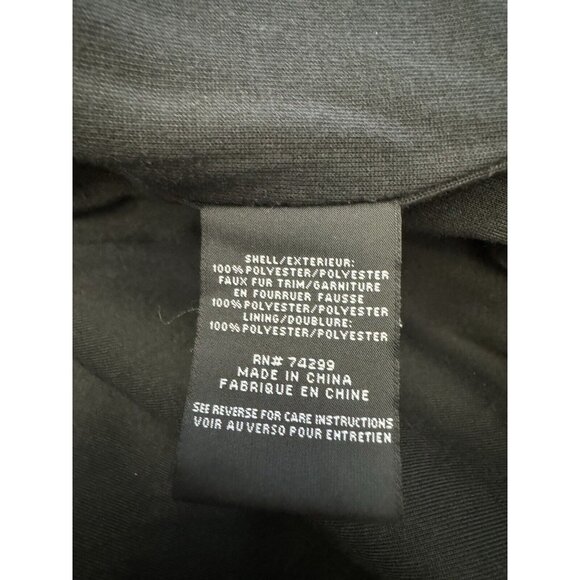 SHELL/EXTERIEUR:
100% POLYESTER/POLYESTER
FAUX FUR TRIM/GARNITURE
EN FOURRUER FAUSSE
100% POLYESTER/POLYESTER
LINING/DOUBLURE:
100% POLYESTER/POLYESTER
RN# 74299
MADE IN CHINA
FABRIQUE EN CHINE
SEE REVERSE FOR CARE INSTRUCTIONS
VOIR AU VERSO POUR ENTRETIEN